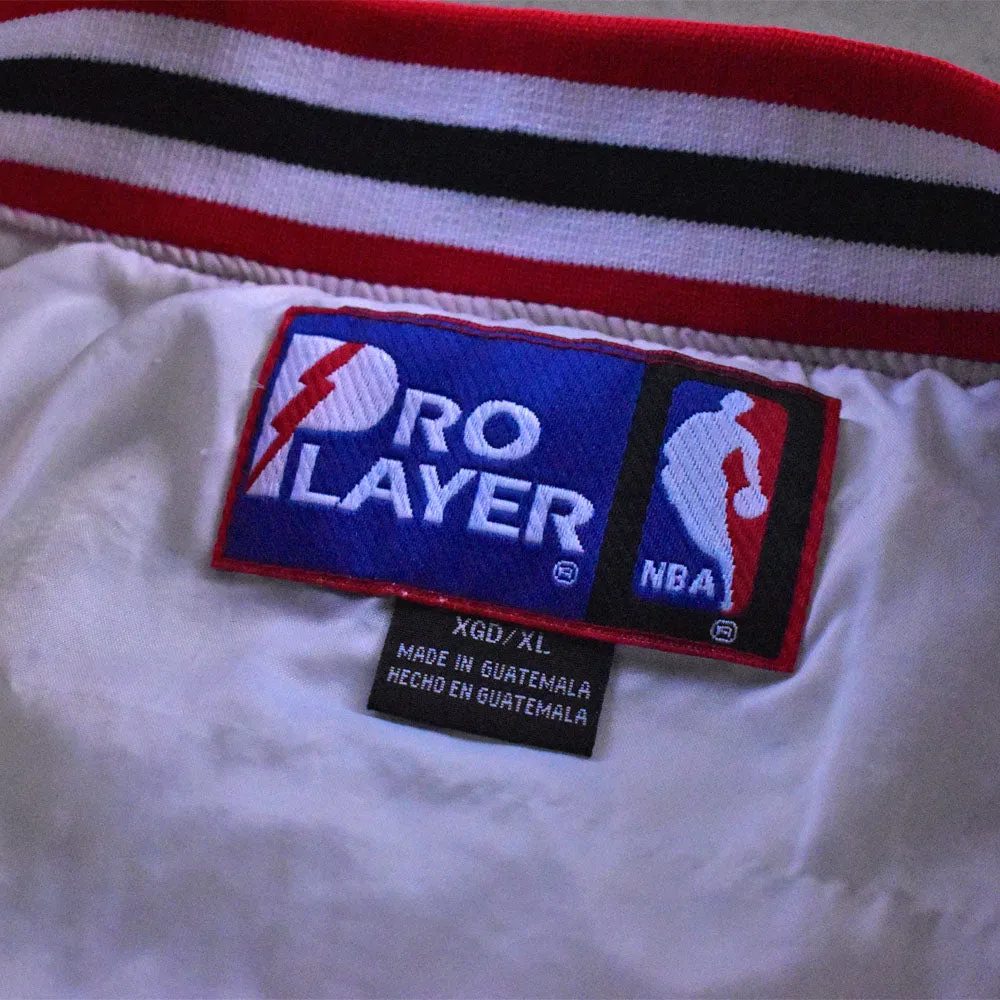 PRO
PLAYER
®
NBA
®
XGD/XL
MADE IN GUATEMALA
HECHO EN GUATEMALA